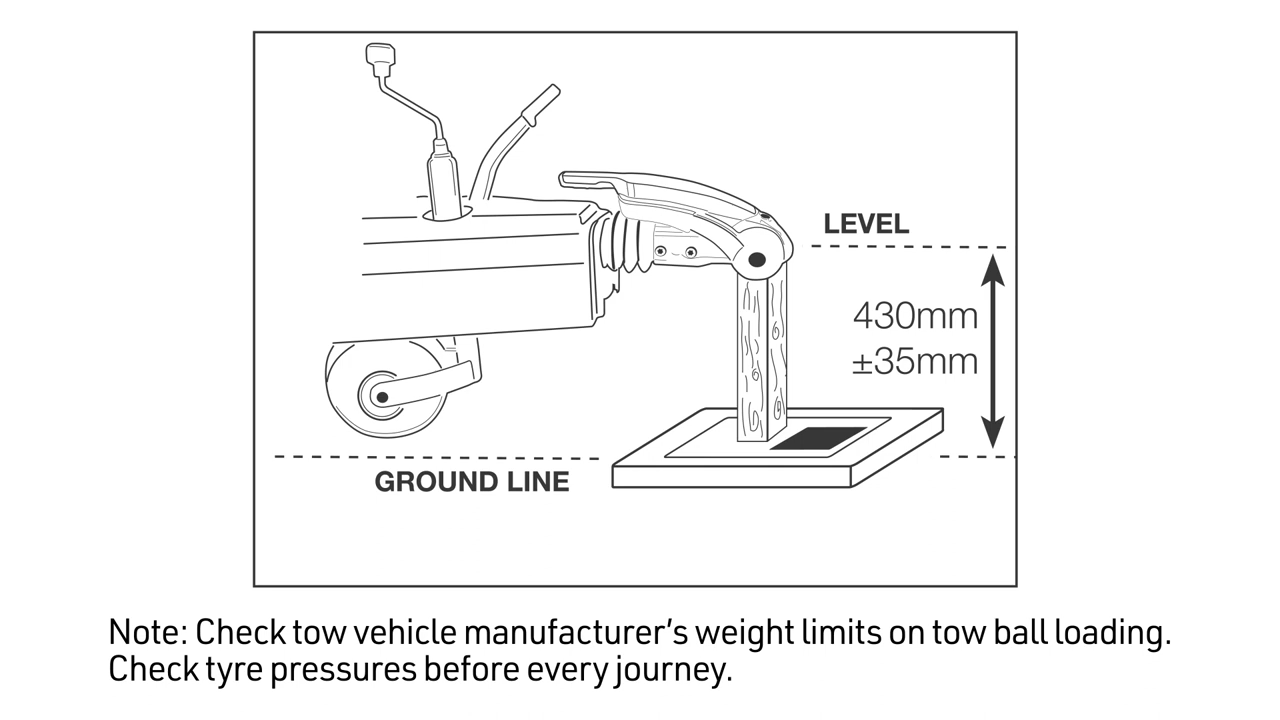 LEVEL
430mm
±35mm
GROUND LINE
Note: Check tow vehicle manufacturer’s weight limits on tow ball loading.
Check tyre pressures before every journey.